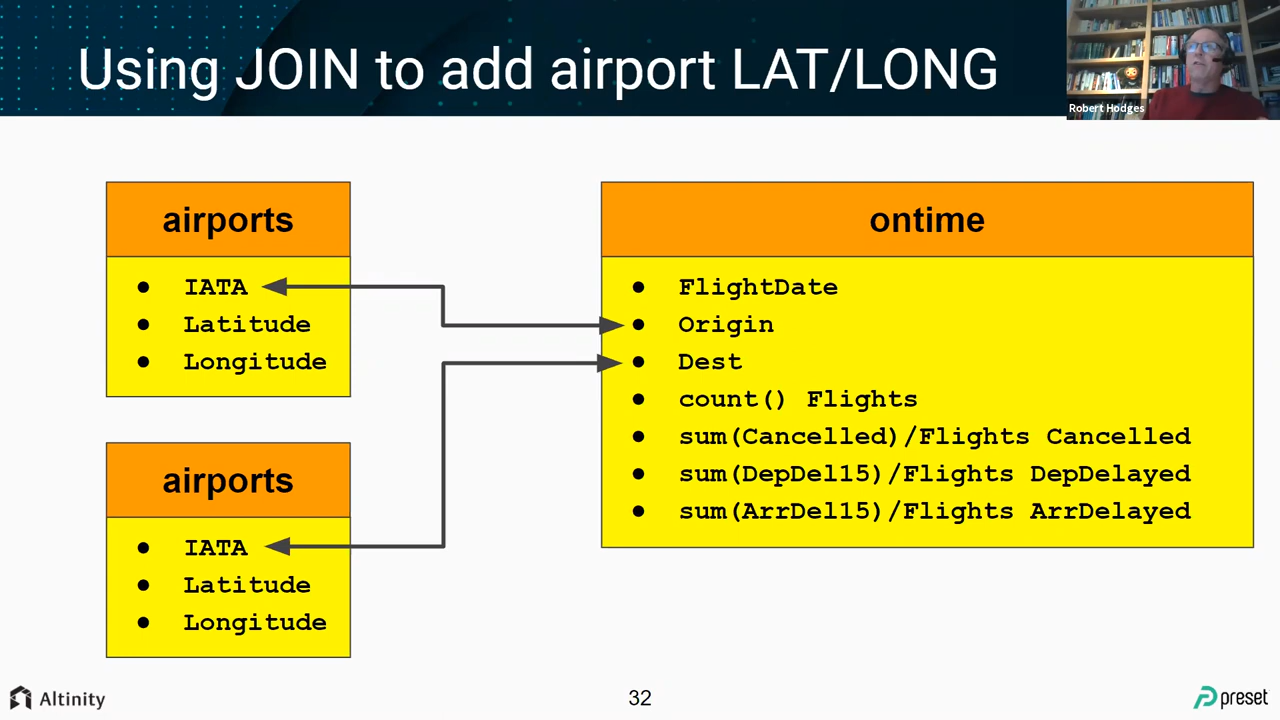 Using JOIN to add airport LAT/LONG
Robert Hodges
airports
IATA
Latitude
Longitude
airports
IATA
Latitude
Longitude
ontime
FlightDate
Origin
Dest
count() Flights
sum(Cancelled)/Flights Cancelled
sum(DepDel15)/Flights DepDelayed
sum(ArrDel15)/Flights ArrDelayed
Altinity
32
preset